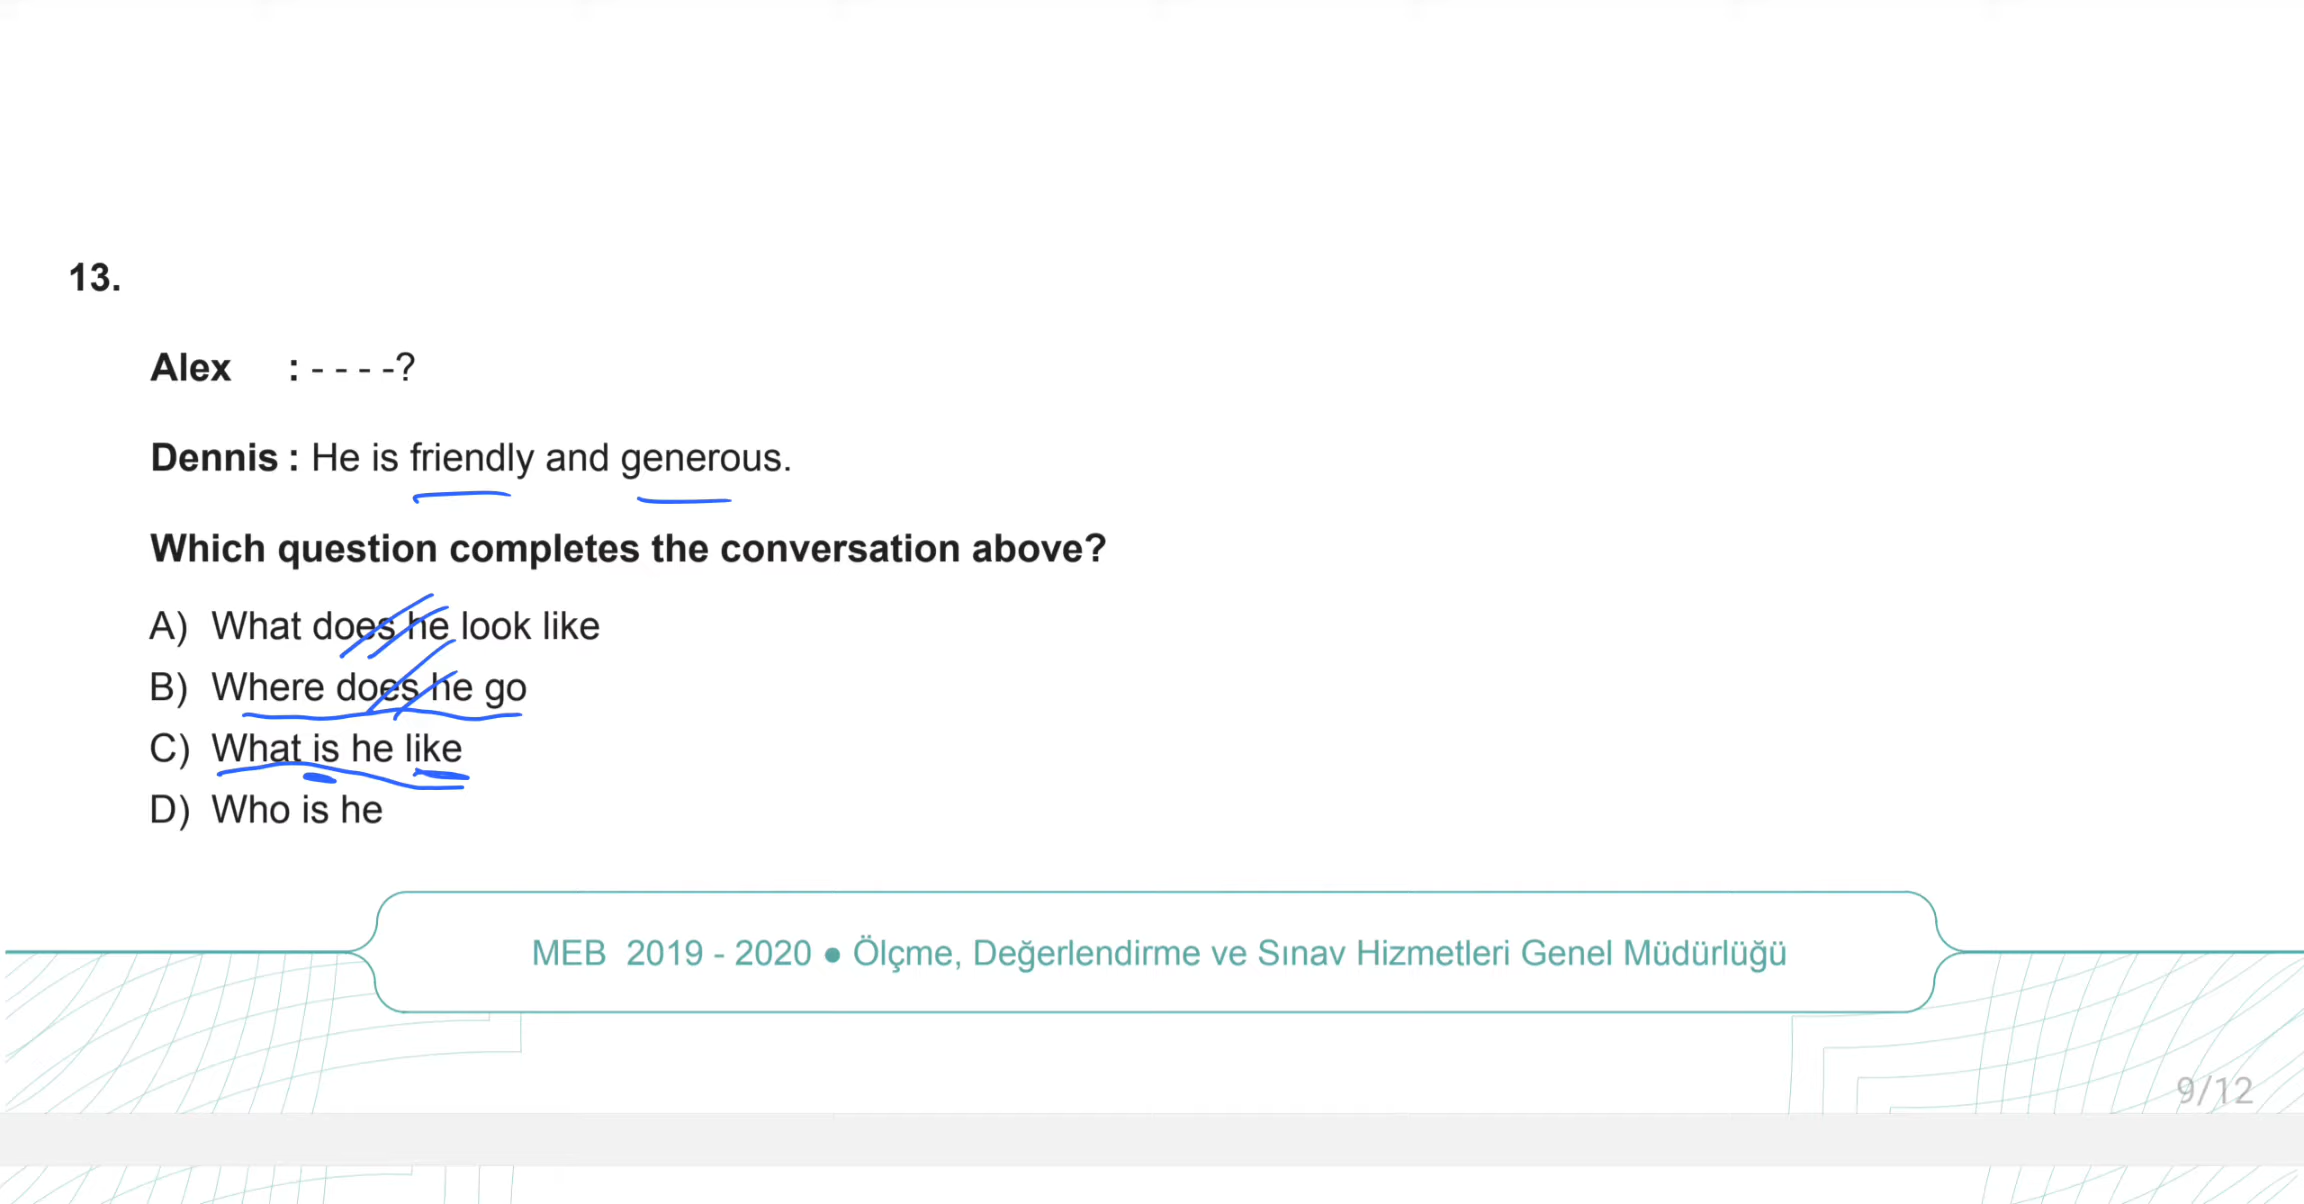 13.
Alex : - - - -?
Dennis : He is friendly and generous.
Which question completes the conversation above?
A) What does he look like
B) Where does he go
C) What is he like
D) Who is he
MEB 2019 - 2020 ● Ölçme, Değerlendirme ve Sınav Hizmetleri Genel Müdürlüğü
9/12